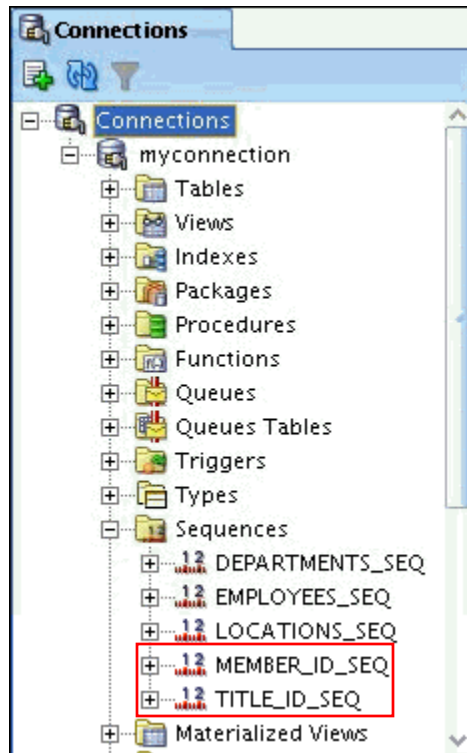 Connections
Connections
myconnection
Tables
Views
Indexes
Packages
Procedures
Functions
Queues
Queues Tables
Triggers
Types
Sequences
DEPARTMENTS_SEQ
EMPLOYEES_SEQ
LOCATIONS_SEQ
MEMBER_ID_SEQ
TITLE_ID_SEQ
Materialized Views